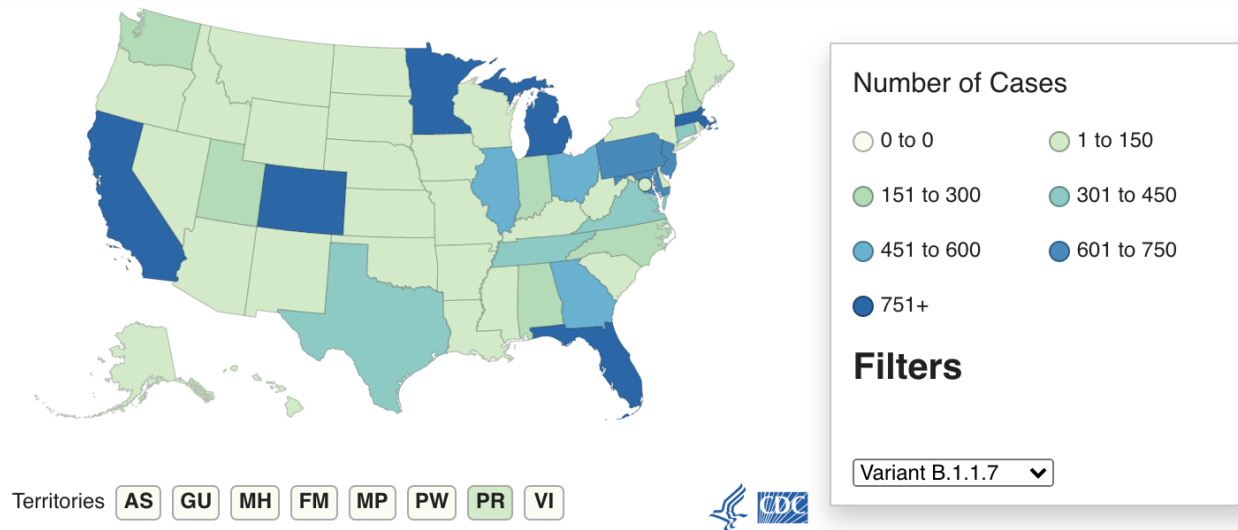 Number of Cases
0 to 0
1 to 150
151 to 300
301 to 450
451 to 600
601 to 750
751+
Filters
Variant B.1.1.7
Territories AS GU MH FM MP PW PR VI
CDC